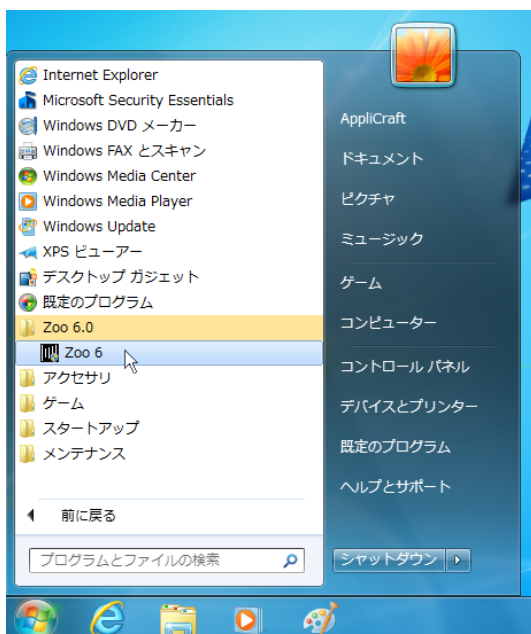 Internet Explorer
Microsoft Security Essentials
Windows DVD メーカー
Windows FAX とスキャン
Windows Media Center
Windows Media Player
Windows Update
XPS ビューアー
デスクトップ ガジェット
既定のプログラム
Zoo 6.0
Zoo 6
アクセサリ
ゲーム
スタートアップ
メンテナンス
前に戻る
プログラムとファイルの検索
AppliCraft
ドキュメント
ピクチャ
ミュージック
ゲーム
コンピューター
コントロール パネル
デバイスとプリンター
既定のプログラム
ヘルプとサポート
シャットダウン